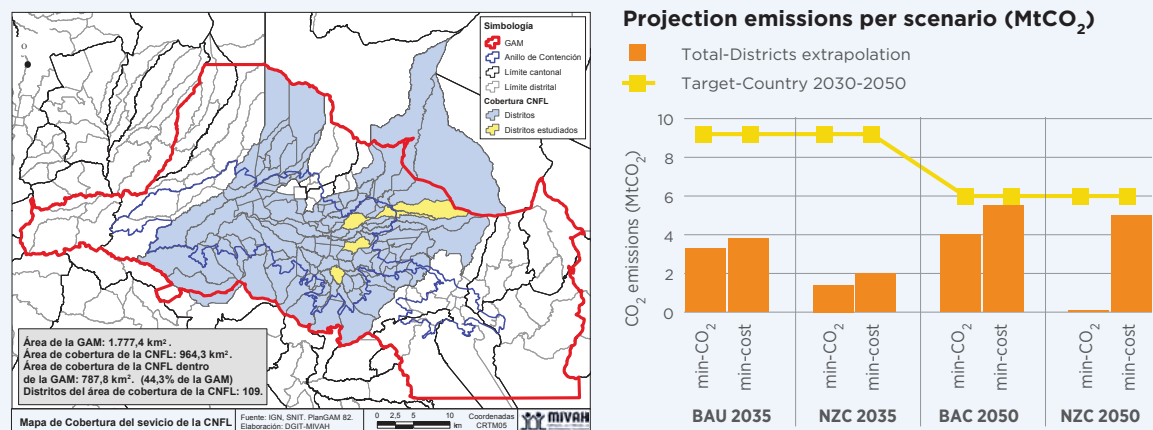 Simbología
GAM
Anillo de Contención
Límite cantonal
Límite distrital
Cobertura CNFL
Distritos
Distritos estudiados
Área de la GAM: 1.777,4 km².
Área de cobertura de la CNFL: 964,3 km².
Área de cobertura de la CNFL dentro
de la GAM: 787,8 km². (44,3% de la GAM)
Distritos del área de cobertura de la CNFL: 109.
Mapa de Cobertura del sevicio de la CNFL
Fuente: IGN, SNIT. PlanGAM 82.
Elaboración: DGIT-MIVAH
0 2,5 5 10
km
Coordenadas
CRTM05
MIVAH
Projection emissions per scenario (MtCO₂)
Total-Districts extrapolation
Target-Country 2030-2050
CO₂ emissions (MtCO₂)
10
8
6
4
2
0
min-CO₂ min-cost min-CO₂ min-cost min-CO₂ min-cost min-CO₂ min-cost
BAU 2035 NZC 2035 BAC 2050 NZC 2050